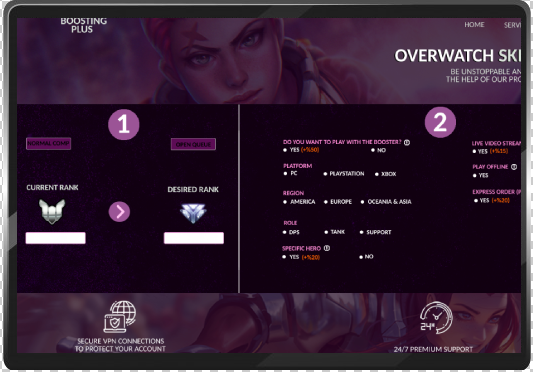 BOOSTING
PLUS
HOME
SERVI
OVERWATCH SKI
BE UNSTOPPABLE AN
THE HELP OF OUR PRO
1
NORMAL COMP
OPEN QUEUE
CURRENT RANK
DESIRED RANK
2
DO YOU WANT TO PLAY WITH THE BOOSTER?
YES (+%50)
NO
PLATFORM
PC
PLAYSTATION
XBOX
REGION
AMERICA
EUROPE
OCEANIA & ASIA
ROLE
DPS
TANK
SUPPORT
SPECIFIC HERO
YES (+%20)
NO
LIVE VIDEO STREAM
YES (+%15)
PLAY OFFLINE
YES
EXPRESS ORDER (P
YES (+%20)
SECURE VPN CONNECTIONS
TO PROTECT YOUR ACCOUNT
24H
24/7 PREMIUM SUPPORT